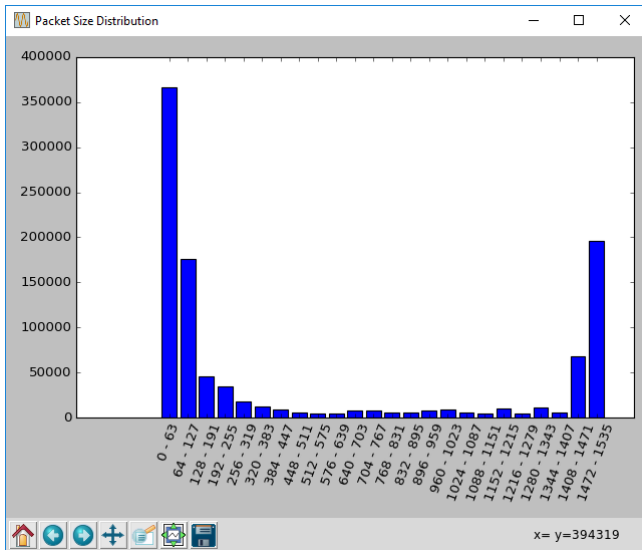 Packet Size Distribution
400000
350000
300000
250000
200000
150000
100000
50000
0
0 - 63
64 - 127
128 - 191
192 - 255
256 - 319
320 - 383
384 - 447
448 - 511
512 - 575
576 - 639
640 - 703
704 - 767
768 - 831
832 - 895
896 - 959
960 - 1023
1024 - 1087
1088 - 1151
1152 - 1215
1216 - 1279
1280 - 1343
1344 - 1407
1408 - 1471
1472 - 1535
x= y=394319